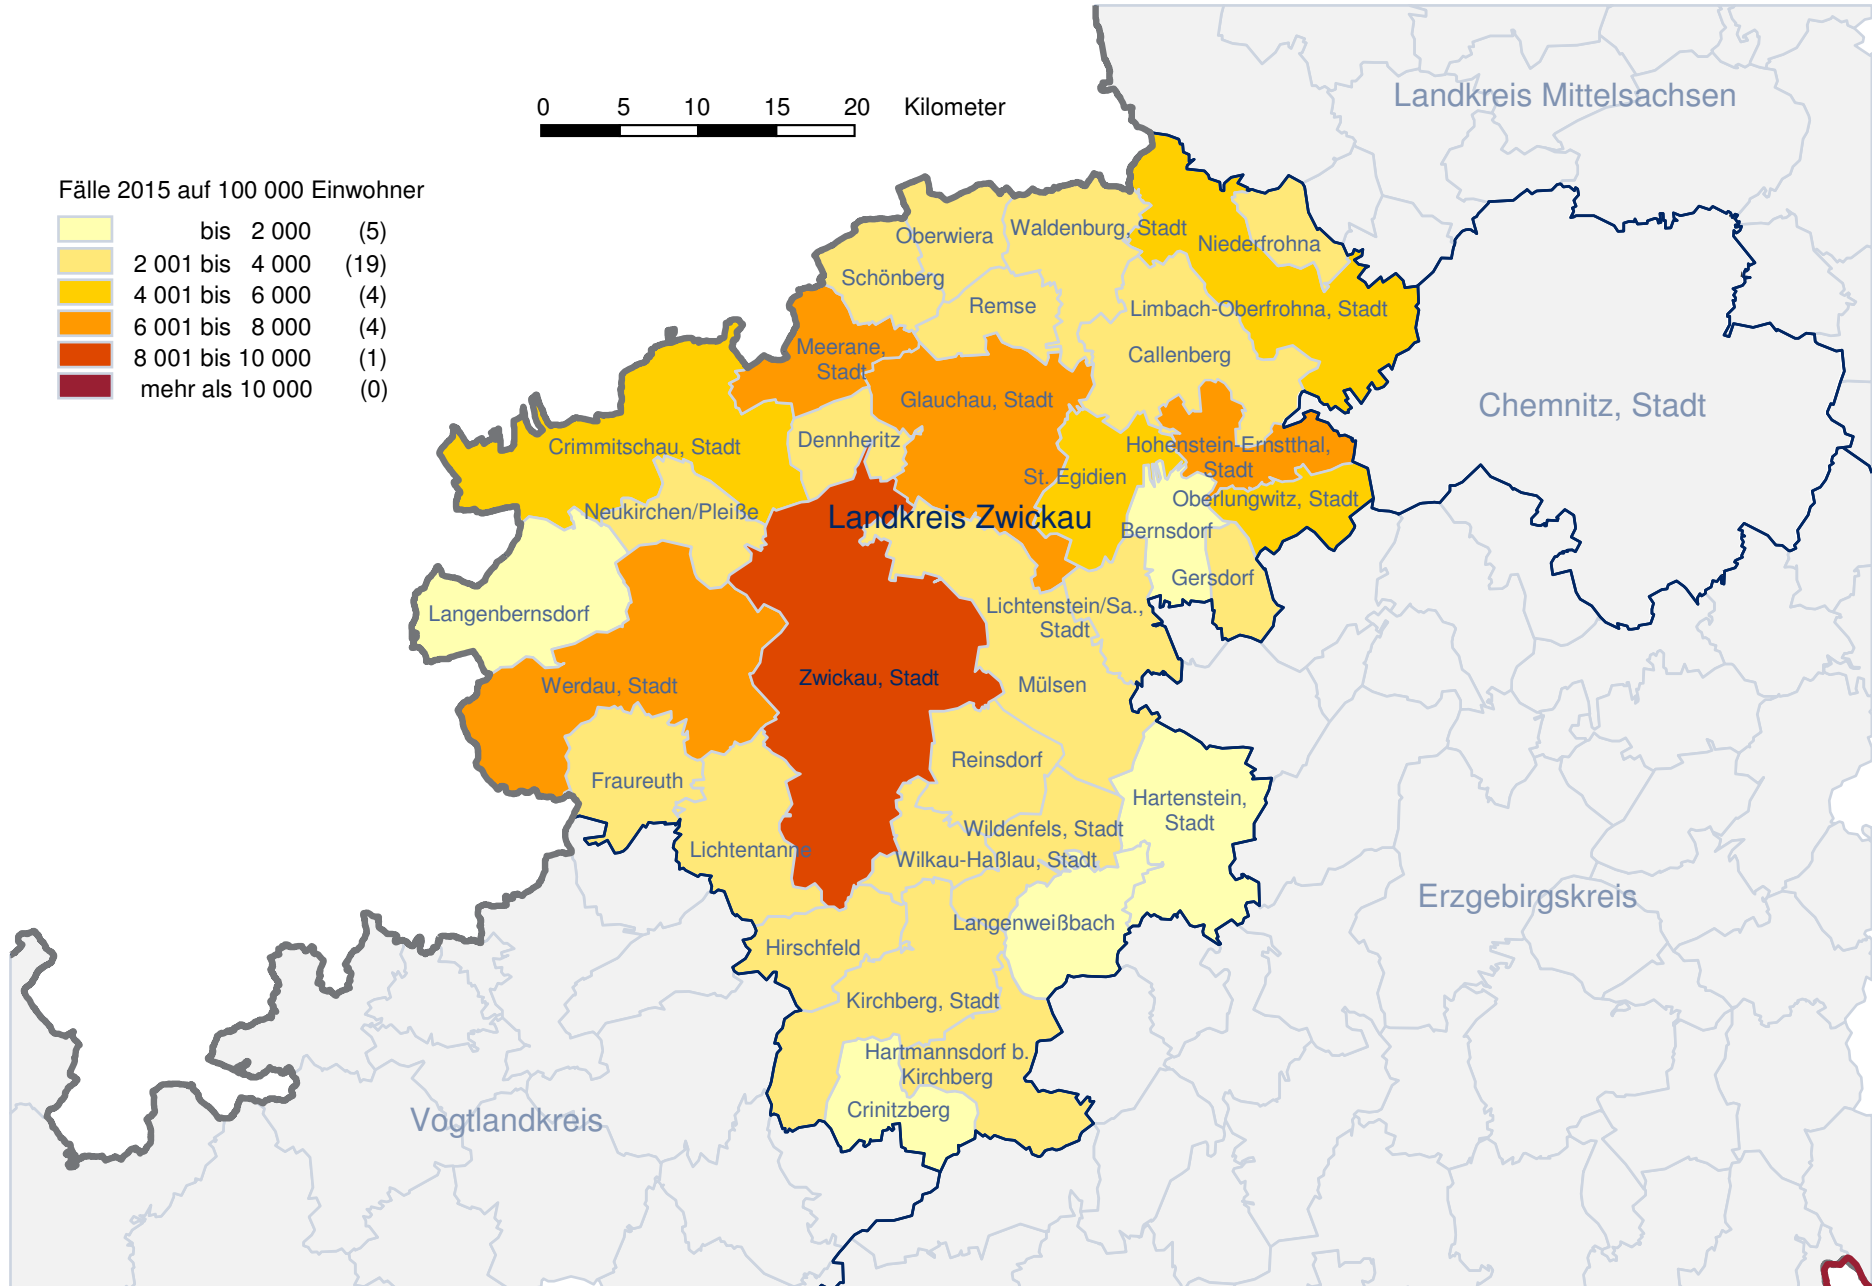 0 5 10 15 20 Kilometer
Fälle 2015 auf 100 000 Einwohner
bis 2 000 (5)
2 001 bis 4 000 (19)
4 001 bis 6 000 (4)
6 001 bis 8 000 (4)
8 001 bis 10 000 (1)
mehr als 10 000 (0)
Landkreis Mittelsachsen
Oberwiera
Waldenburg, Stadt
Niederfrohna
Schönberg
Remse
Limbach-Oberfrohna, Stadt
Meerane,
Stadt
Callenberg
Glauchau, Stadt
Chemnitz, Stadt
Crimmitschau, Stadt
Dennheritz
Hohenstein-Ernstthal,
Stadt
St. Egidien
Oberlungwitz, Stadt
Neukirchen/Pleiße
Landkreis Zwickau
Bernsdorf
Gersdorf
Langenbernsdorf
Lichtenstein/Sa.,
Stadt
Werdau, Stadt
Zwickau, Stadt
Mülsen
Reinsdorf
Fraureuth
Hartenstein,
Stadt
Wildenfels, Stadt
Lichtentanne
Wilkau-Haßlau, Stadt
Erzgebirgskreis
Langenweißbach
Hirschfeld
Kirchberg, Stadt
Hartmannsdorf b.
Kirchberg
Crinitzberg
Vogtlandkreis